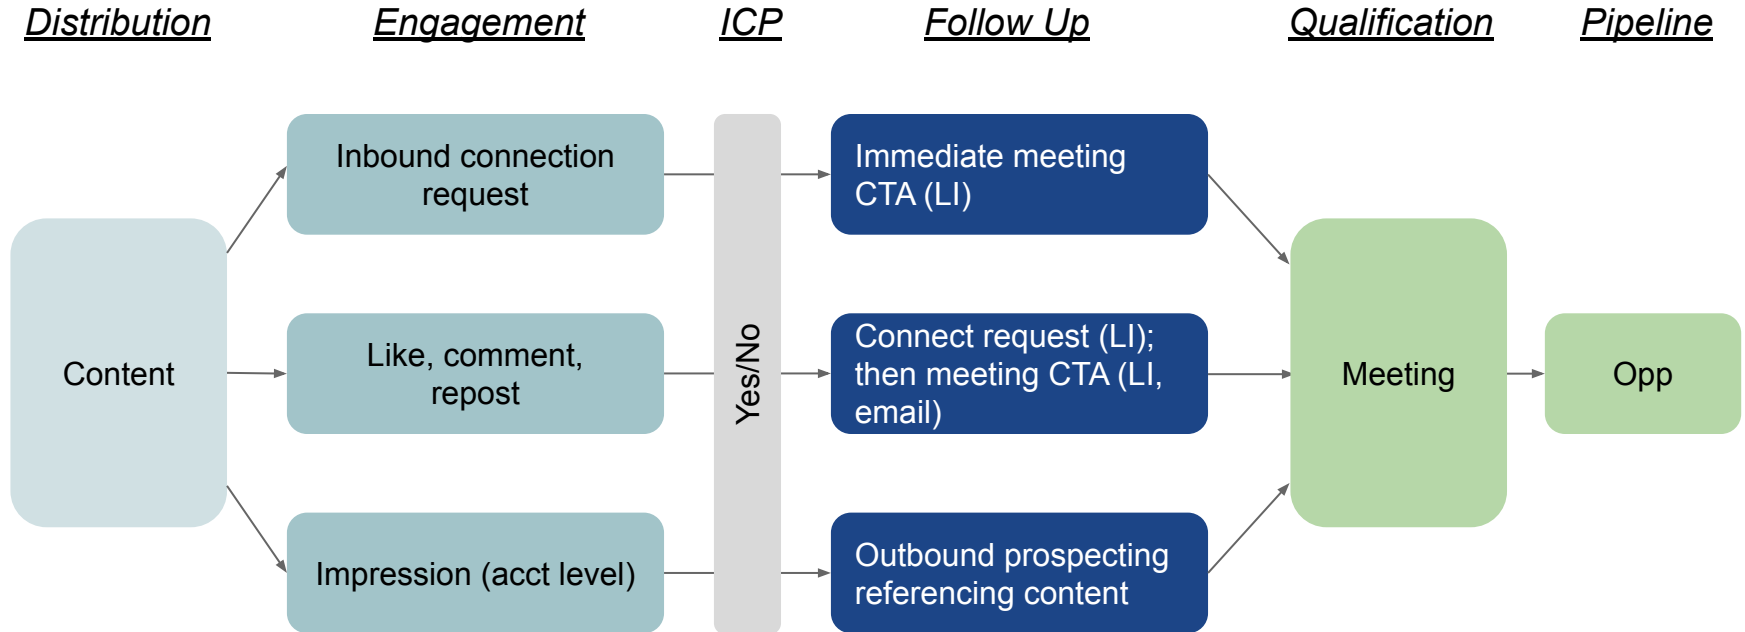 Distribution
Engagement
ICP
Follow Up
Qualification
Pipeline
Inbound connection
request
Immediate meeting
CTA (LI)
Content
Like, comment,
repost
Yes/No
Connect request (LI);
then meeting CTA (LI,
email)
Meeting
Opp
Impression (acct level)
Outbound prospecting
referencing content